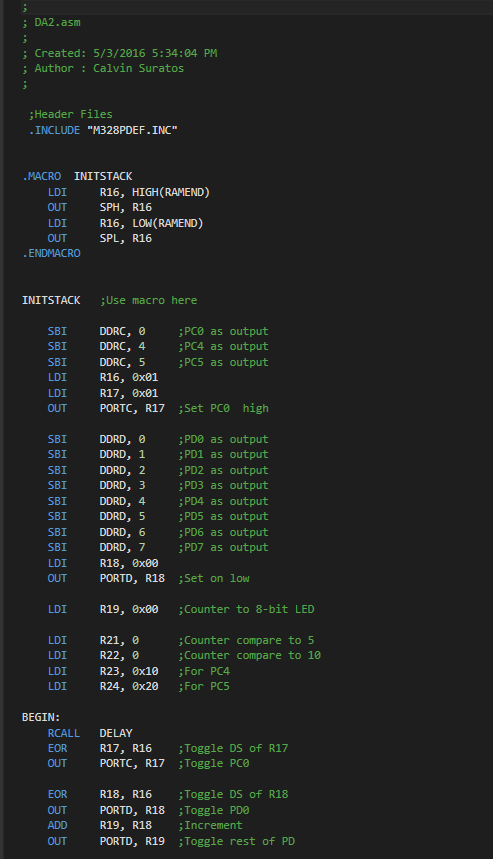 ;
; DA2.asm
;
; Created: 5/3/2016 5:34:04 PM
; Author : Calvin Suratos
;
;Header Files
.INCLUDE "M328PDEF.INC"
.MACRO INITSTACK
LDI R16, HIGH(RAMEND)
OUT SPH, R16
LDI R16, LOW(RAMEND)
OUT SPL, R16
.ENDMACRO
INITSTACK ;Use macro here
SBI DDRC, 0 ;PC0 as output
SBI DDRC, 4 ;PC4 as output
SBI DDRC, 5 ;PC5 as output
LDI R16, 0x01
LDI R17, 0x01
OUT PORTC, R17 ;Set PC0 high
SBI DDRD, 0 ;PD0 as output
SBI DDRD, 1 ;PD1 as output
SBI DDRD, 2 ;PD2 as output
SBI DDRD, 3 ;PD3 as output
SBI DDRD, 4 ;PD4 as output
SBI DDRD, 5 ;PD5 as output
SBI DDRD, 6 ;PD6 as output
SBI DDRD, 7 ;PD7 as output
LDI R18, 0x00
OUT PORTD, R18 ;Set on low
LDI R19, 0x00 ;Counter to 8-bit LED
LDI R21, 0 ;Counter compare to 5
LDI R22, 0 ;Counter compare to 10
LDI R23, 0x10 ;For PC4
LDI R24, 0x20 ;For PC5
BEGIN:
RCALL DELAY
EOR R17, R16 ;Toggle DS of R17
OUT PORTC, R17 ;Toggle PC0
EOR R18, R16 ;Toggle DS of R18
OUT PORTD, R18 ;Toggle PD0
ADD R19, R18 ;Increment
OUT PORTD, R19 ;Toggle rest of PD